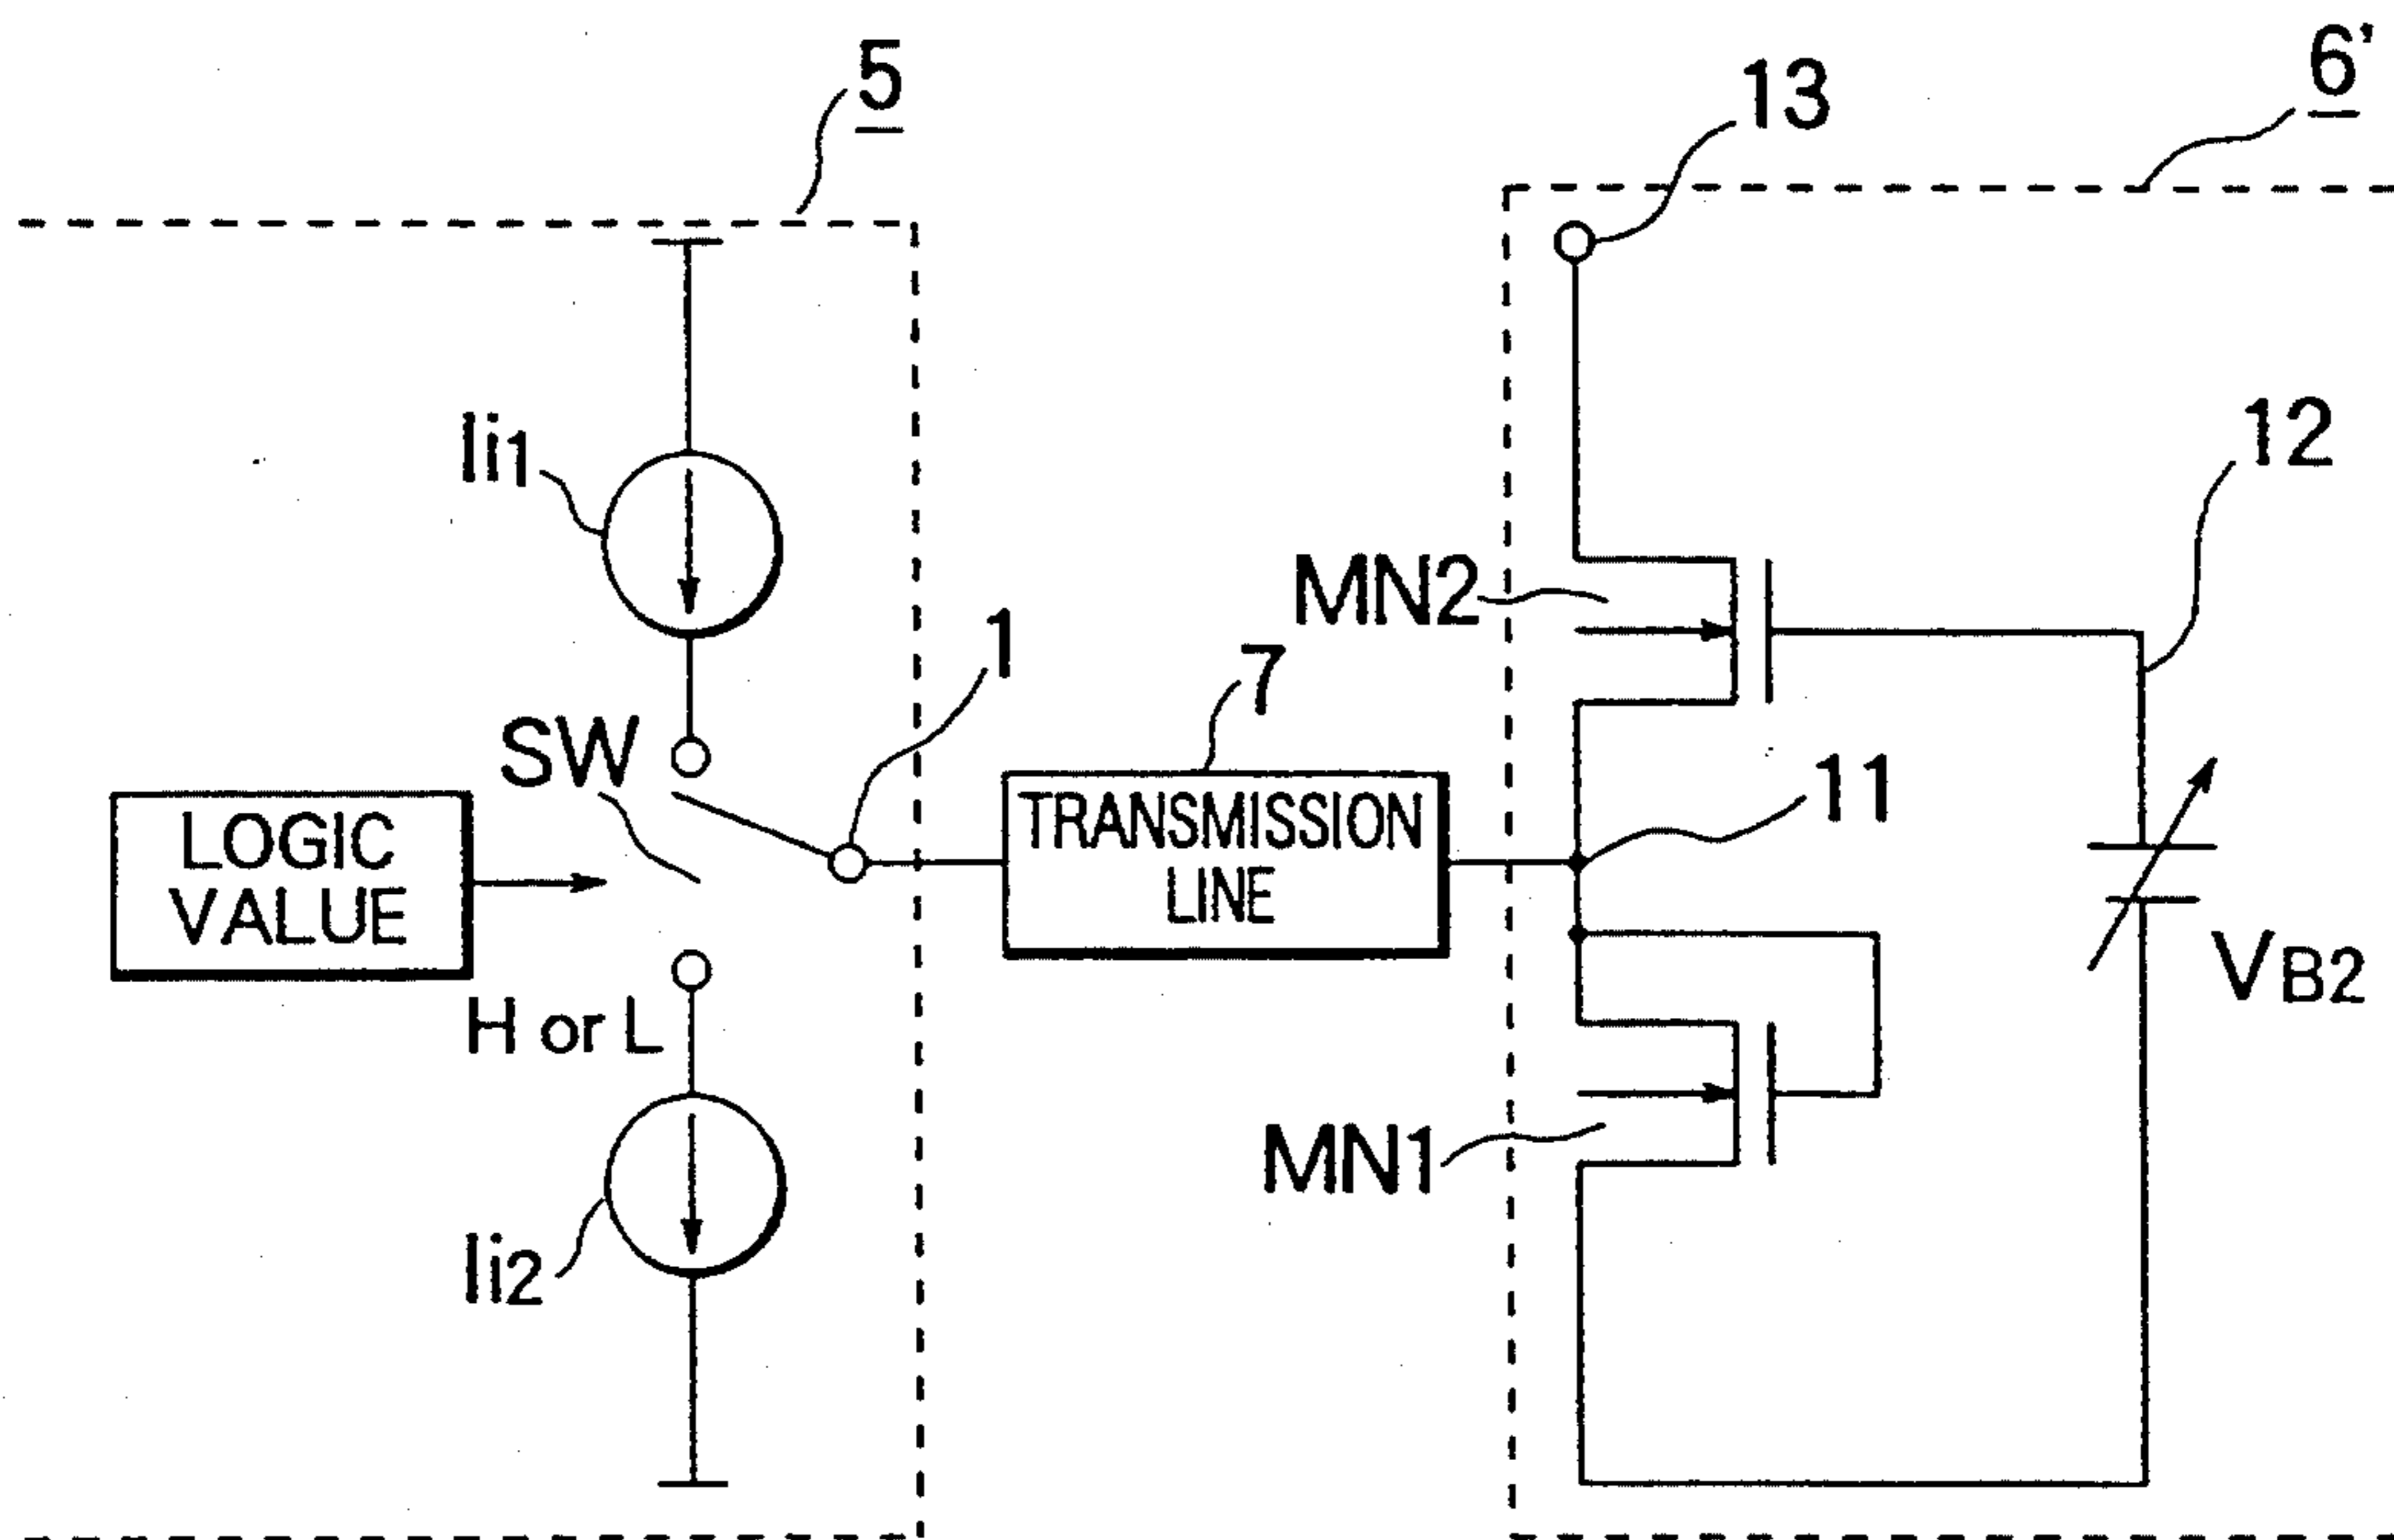 5
6'
13
Ii1
12
MN2
1
7
SW
11
TRANSMISSION
LINE
LOGIC
VALUE
VB2
H or L
MN1
Ii2